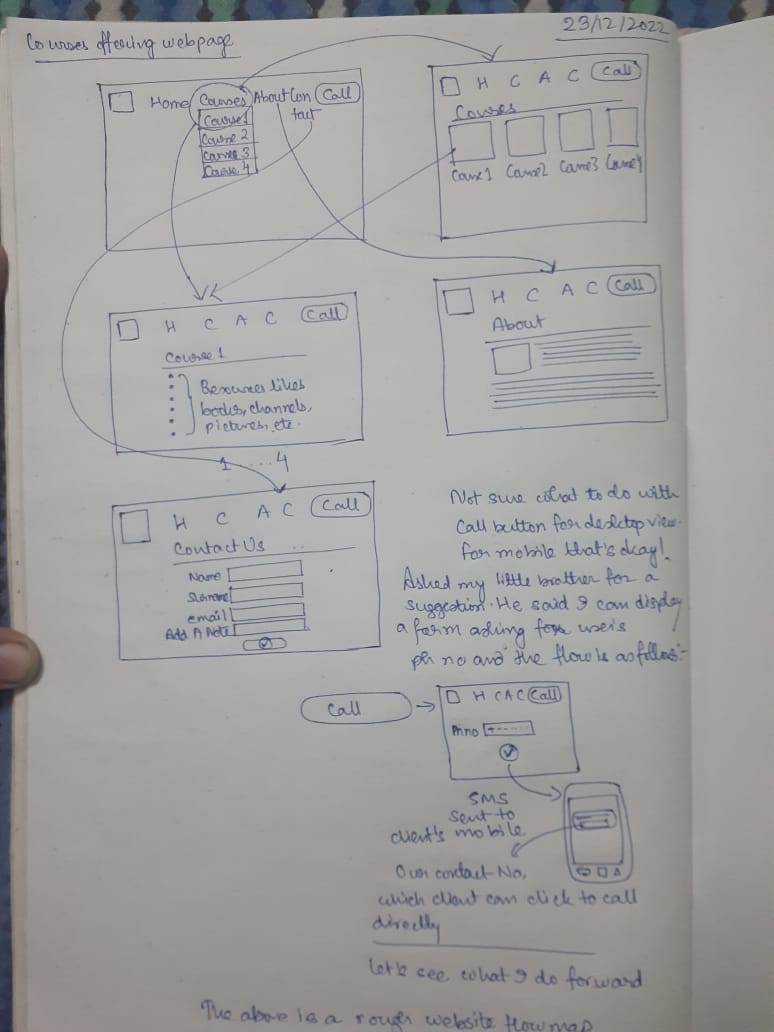 Courses offering webpage
23/12/2022
Home Courses About Con
tact
Call
Course 1
Course 2
Course 3
Course 4
H C A C Call
Courses
Course1 Course2 Course3 Course4
H C A C Call
Course 1
Resources likes
books, channels,
pictures, etc.
1 .... 4
H C A C Call
About
H C A C Call
Contact Us
Name
Surname
email
Add A Note
Not sure what to do with
Call button for desktop view.
For mobile that's okay!
Asked my little brother for a
suggestion. He said I can display
a form asking for user's
ph no and the flow is as follows:-
Call
H C A C Call
Ph no
SMS
sent to
client's mobile
Our contact No,
which client can click to call
directly
Let's see what I do forward
The above is a rough website flow map